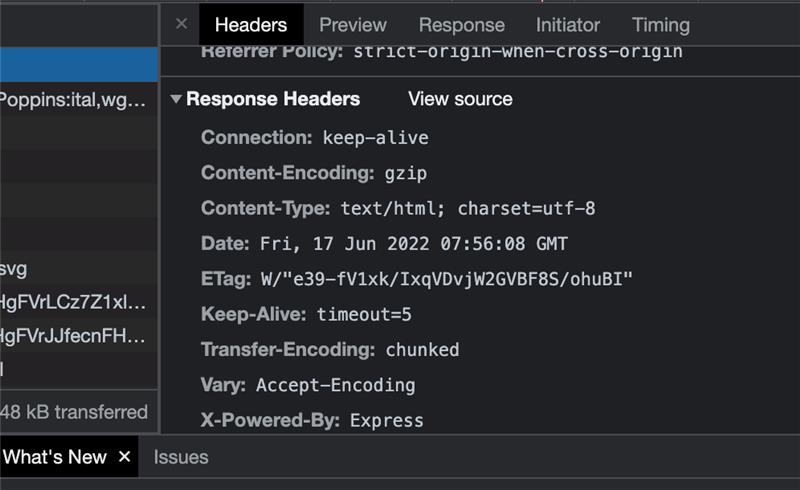 Headers Preview Response Initiator Timing
Referrer Policy: strict-origin-when-cross-origin
Response Headers View source
Poppins:ital,wg...
Connection: keep-alive
Content-Encoding: gzip
Content-Type: text/html; charset=utf-8
Date: Fri, 17 Jun 2022 07:56:08 GMT
svg
ETag: W/"e39-fV1xk/IxqVDvjW2GVBF8S/ohuBI"
HgFVrLCz7Z1xl...
Keep-Alive: timeout=5
HgFVrJJfecnFH...
Transfer-Encoding: chunked
Vary: Accept-Encoding
48 kB transferred
X-Powered-By: Express
What's New × Issues